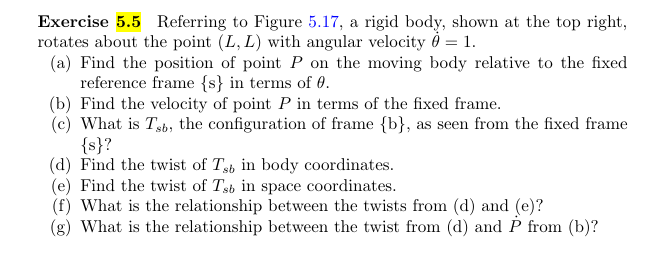 Exercise 5.5 Referring to Figure 5.17, a rigid body, shown at the top right,
rotates about the point (L, L) with angular velocity θ̇ = 1.
(a) Find the position of point P on the moving body relative to the fixed
reference frame {s} in terms of θ.
(b) Find the velocity of point P in terms of the fixed frame.
(c) What is T_sb, the configuration of frame {b}, as seen from the fixed frame
{s}?
(d) Find the twist of T_sb in body coordinates.
(e) Find the twist of T_sb in space coordinates.
(f) What is the relationship between the twists from (d) and (e)?
(g) What is the relationship between the twist from (d) and Ṗ from (b)?